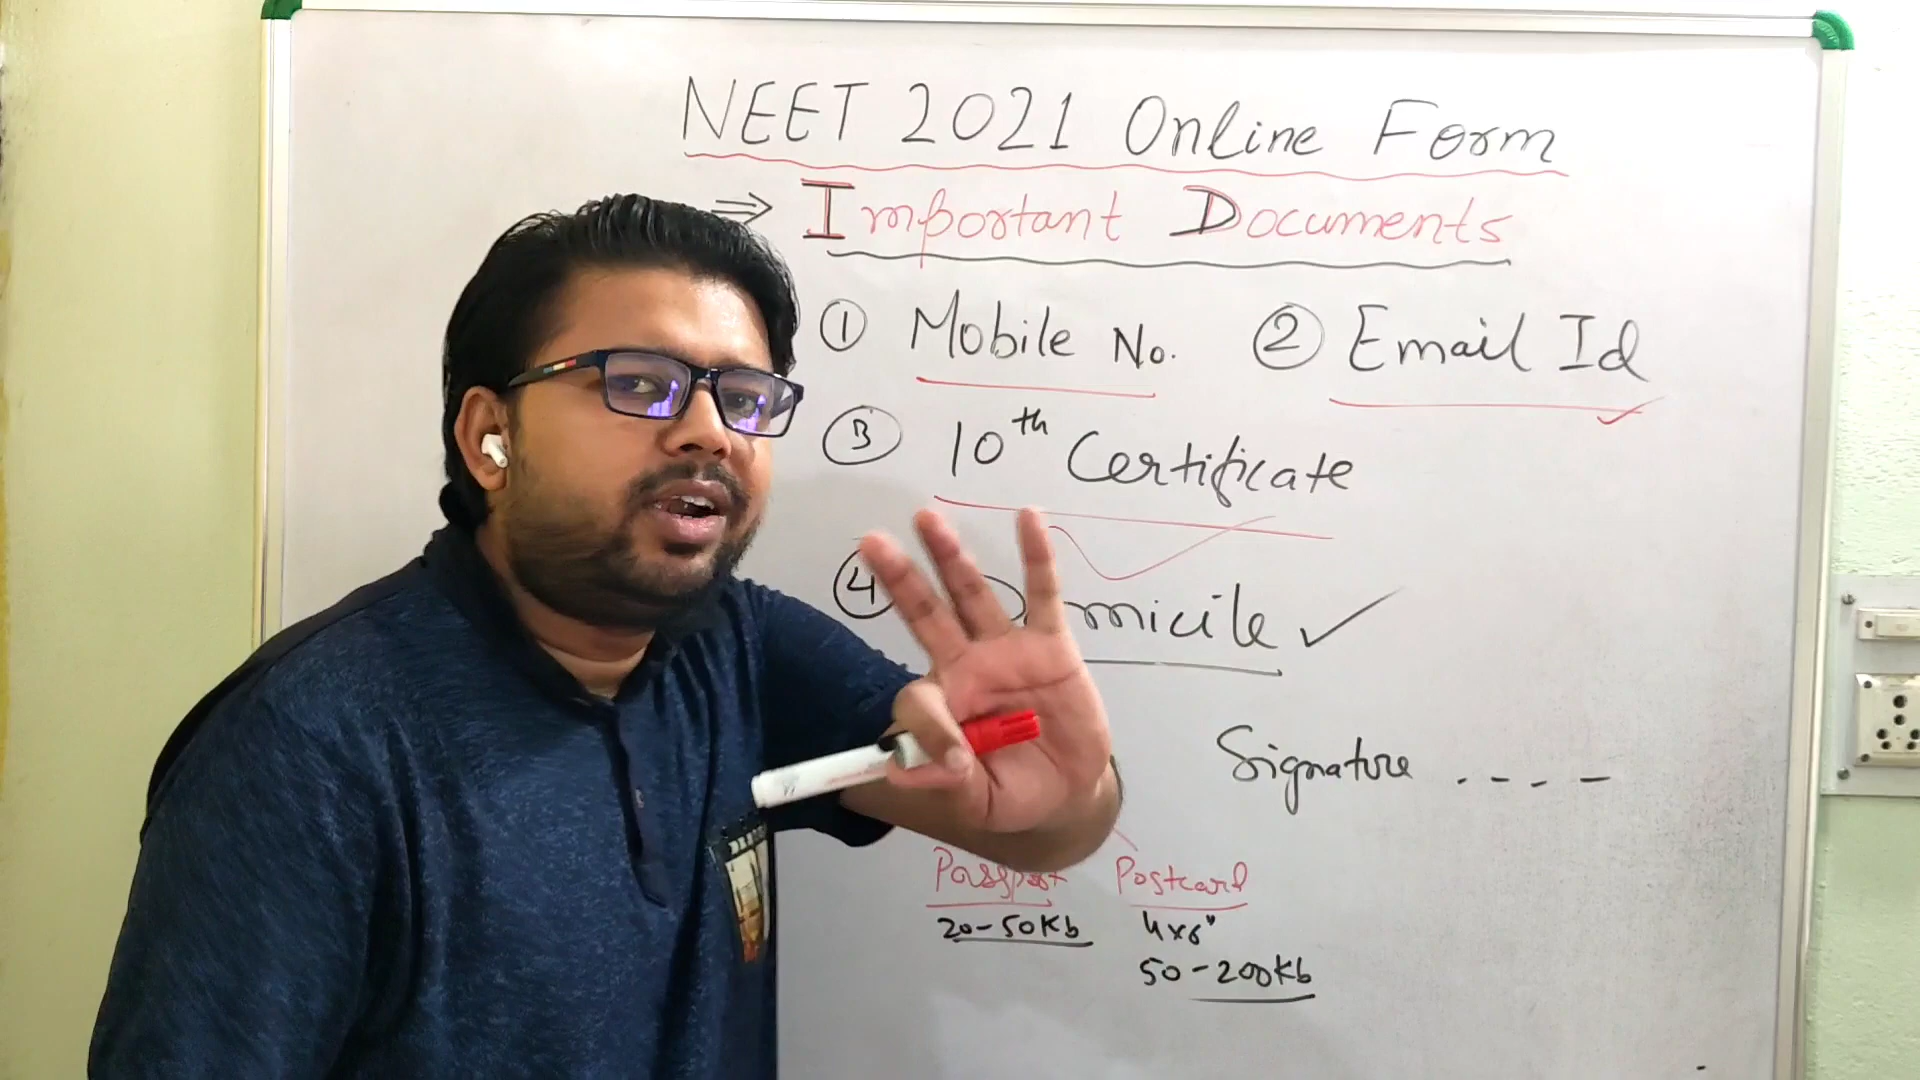 NEET 2021 Online Form
⇒ Important Documents
① Mobile No. ② Email Id
③ 10th Certificate
④ Domicile ✓
Signature . - - -
Passport Postcard
20-50Kb 4x6"
50-200Kb